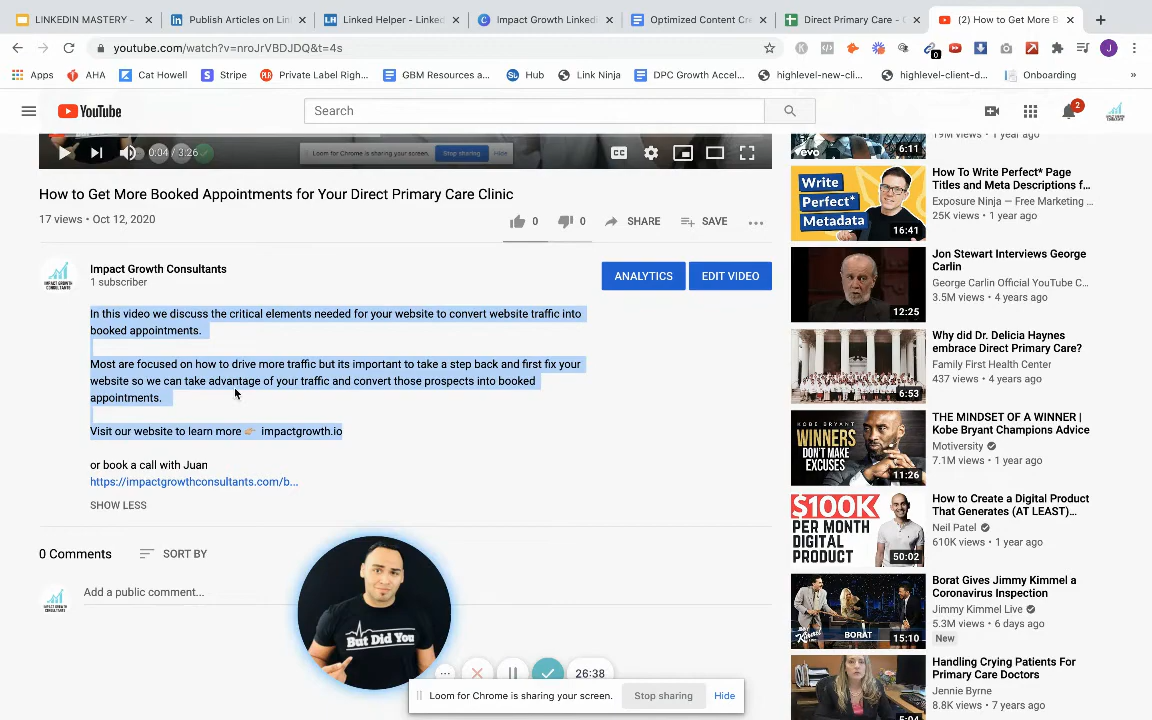 LINKEDIN MASTERY -
Publish Articles on Lin
Linked Helper - Linked
Impact Growth Linkedi
Optimized Content Cre
Direct Primary Care - C
(2) How to Get More B
youtube.com/watch?v=nroJrVBDJDQ&t=4s
0
J
Apps
AHA
Cat Howell
Stripe
PLR
Private Label Righ...
GBM Resources a...
Hub
Link Ninja
DPC Growth Accel...
highlevel-new-cli...
highlevel-client-d...
Onboarding
»
YouTube
Search
2
0:04 / 3:26
Loom for Chrome is sharing your screen.
Stop sharing
Hide
CC
How to Get More Booked Appointments for Your Direct Primary Care Clinic
17 views • Oct 12, 2020
0
0
SHARE
SAVE
Impact Growth Consultants
1 subscriber
ANALYTICS
EDIT VIDEO
In this video we discuss the critical elements needed for your website to convert website traffic into
booked appointments.
Most are focused on how to drive more traffic but its important to take a step back and first fix your
website so we can take advantage of your traffic and convert those prospects into booked
appointments.
Visit our website to learn more 👉🏼 impactgrowth.io
or book a call with Juan
https://impactgrowthconsultants.com/b...
SHOW LESS
0 Comments
SORT BY
Add a public comment...
But Did You
26:38
Loom for Chrome is sharing your screen.
Stop sharing
Hide
vevo
6:11
19M views • 1 year ago
Write
Perfect*
Metadata
16:41
How To Write Perfect* Page
Titles and Meta Descriptions f...
Exposure Ninja — Free Marketing ...
25K views • 1 year ago
12:25
Jon Stewart Interviews George
Carlin
George Carlin Official YouTube C...
3.5M views • 4 years ago
6:53
Why did Dr. Delicia Haynes
embrace Direct Primary Care?
Family First Health Center
437 views • 4 years ago
KOBE BRYANT
WINNERS
DON'T MAKE
EXCUSES
11:26
THE MINDSET OF A WINNER |
Kobe Bryant Champions Advice
Motiversity
7.1M views • 1 year ago
$100K
PER MONTH
DIGITAL
PRODUCT
50:02
How to Create a Digital Product
That Generates (AT LEAST)...
Neil Patel
610K views • 1 year ago
BORAT
15:10
Borat Gives Jimmy Kimmel a
Coronavirus Inspection
Jimmy Kimmel Live
5.3M views • 6 days ago
New
5:04
Handling Crying Patients For
Primary Care Doctors
Jennie Byrne
8.8K views • 7 years ago